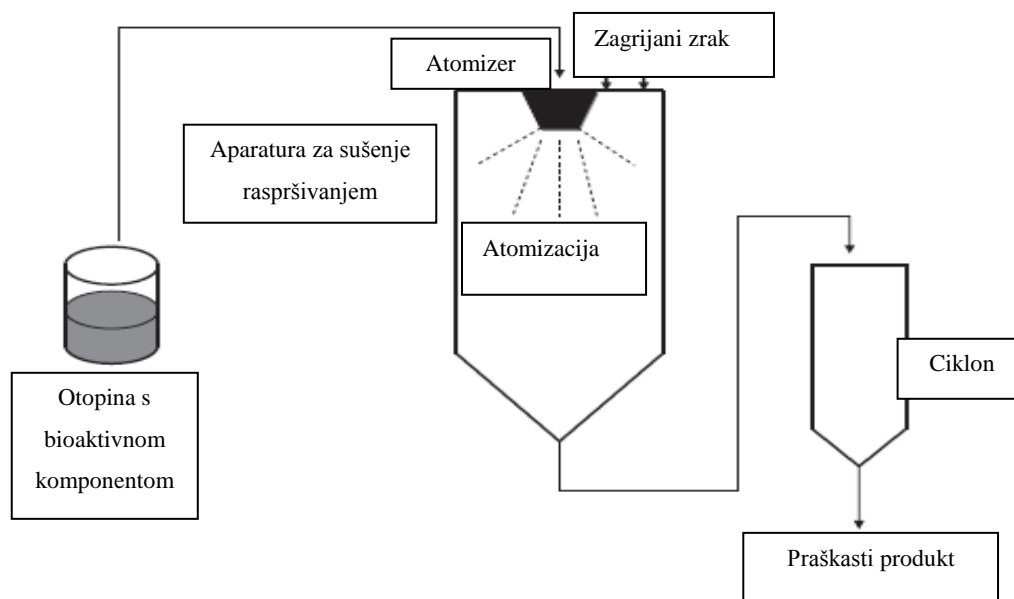 Zagrijani zrak
Atomizer
Aparatura za sušenje
raspršivanjem
Atomizacija
Otopina s
bioaktivnom
komponentom
Ciklon
Praškasti produkt